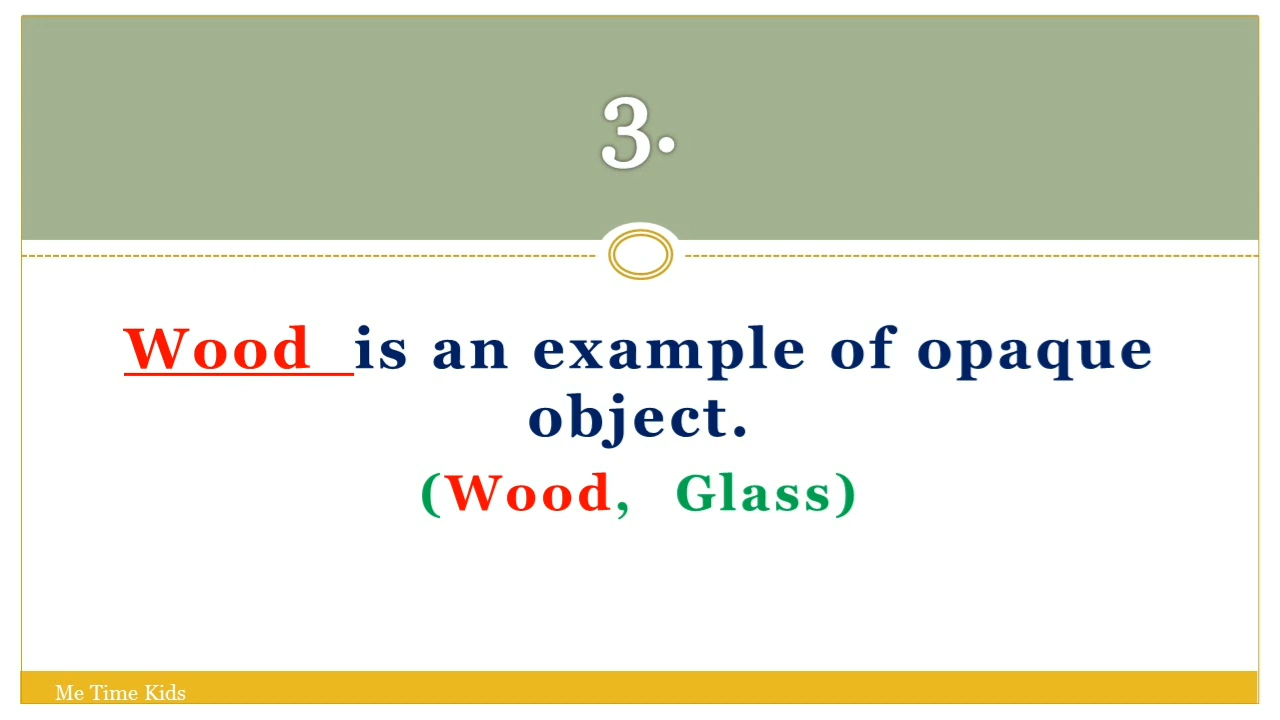 3.
Wood is an example of opaque
object.
(Wood, Glass)
Me Time Kids